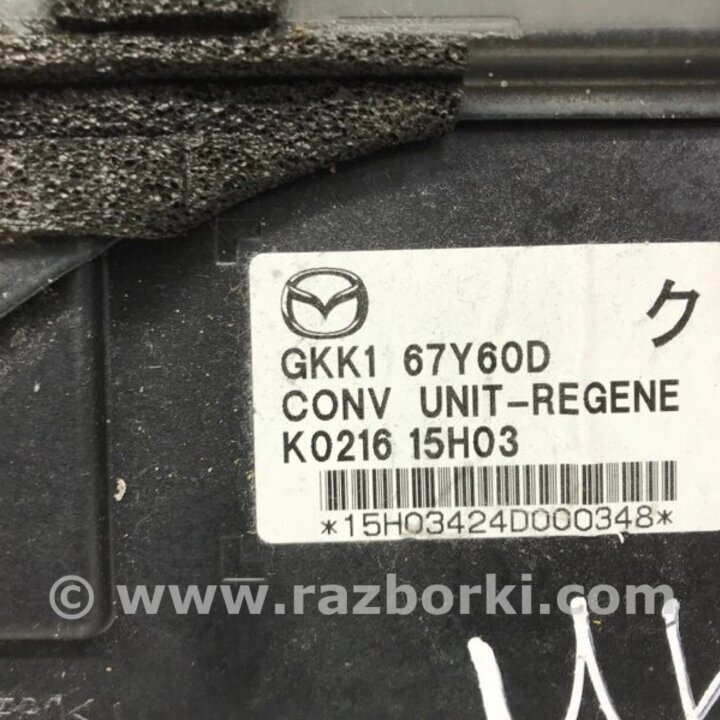 ク
GKK1 67Y60D
CONV UNIT-REGENE
K0216 15H03
*15H03424D000348*
© www.razborki.com